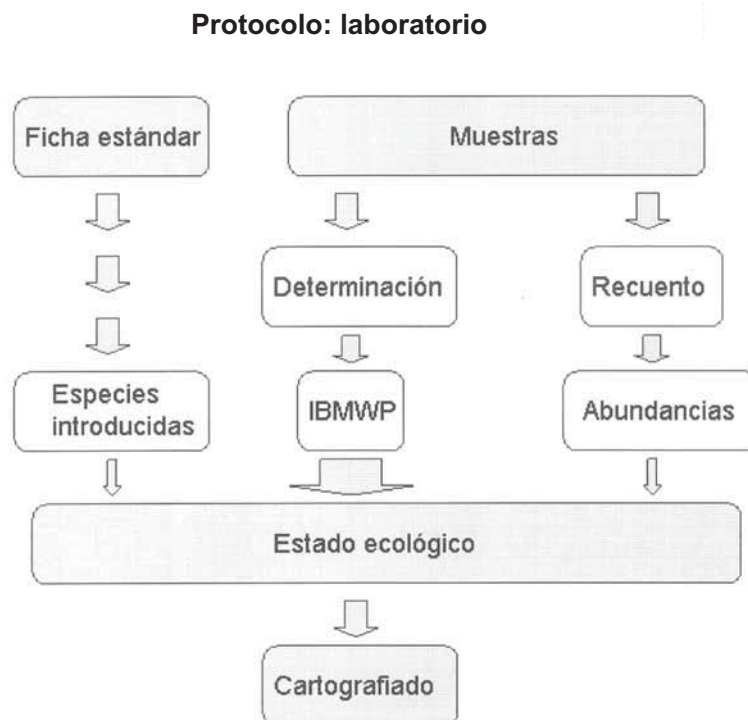 Protocolo: laboratorio
Ficha estándar
Muestras
Determinación
Recuento
Especies
introducidas
IBMWP
Abundancias
Estado ecológico
Cartografiado